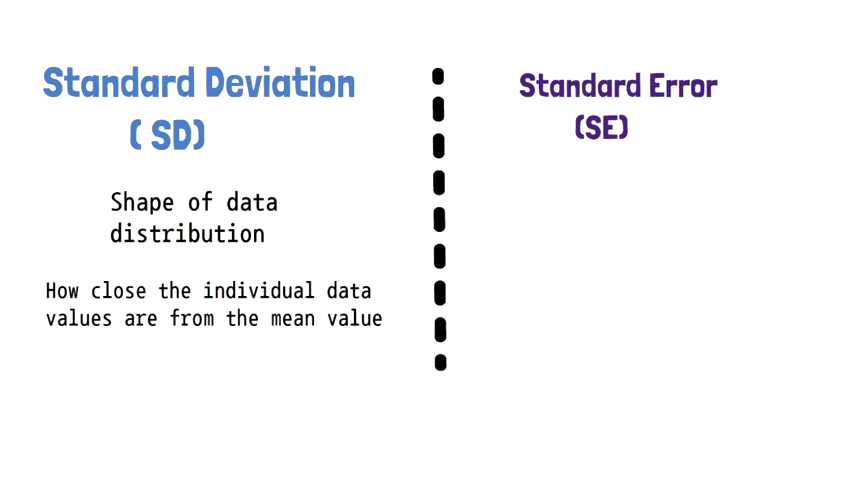 Standard Deviation
( SD)
Shape of data
distribution
How close the individual data
values are from the mean value
Standard Error
(SE)